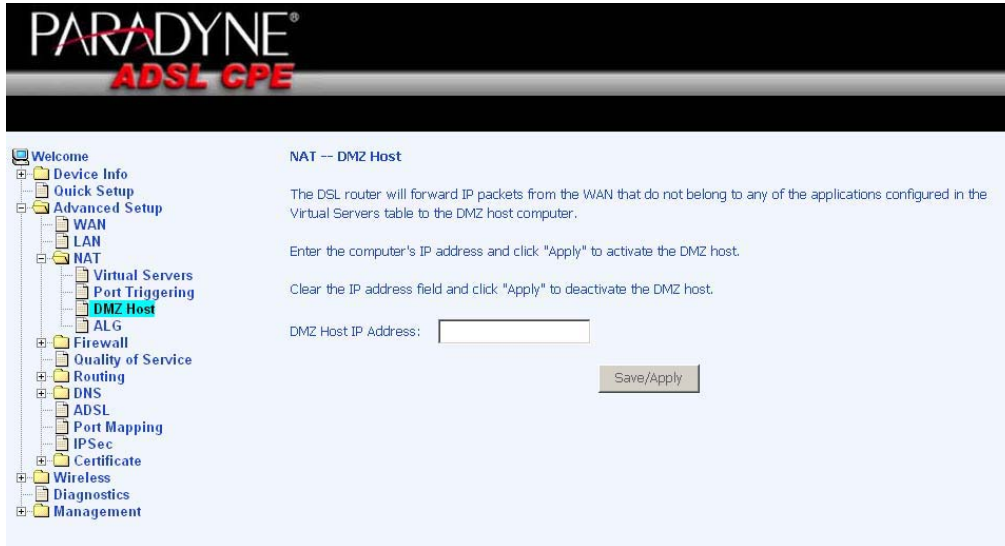 PARADYNE®
ADSL CPE
Welcome
Device Info
Quick Setup
Advanced Setup
WAN
LAN
NAT
Virtual Servers
Port Triggering
DMZ Host
ALG
Firewall
Quality of Service
Routing
DNS
ADSL
Port Mapping
IPSec
Certificate
Wireless
Diagnostics
Management
NAT -- DMZ Host
The DSL router will forward IP packets from the WAN that do not belong to any of the applications configured in the
Virtual Servers table to the DMZ host computer.
Enter the computer's IP address and click "Apply" to activate the DMZ host.
Clear the IP address field and click "Apply" to deactivate the DMZ host.
DMZ Host IP Address:
Save/Apply